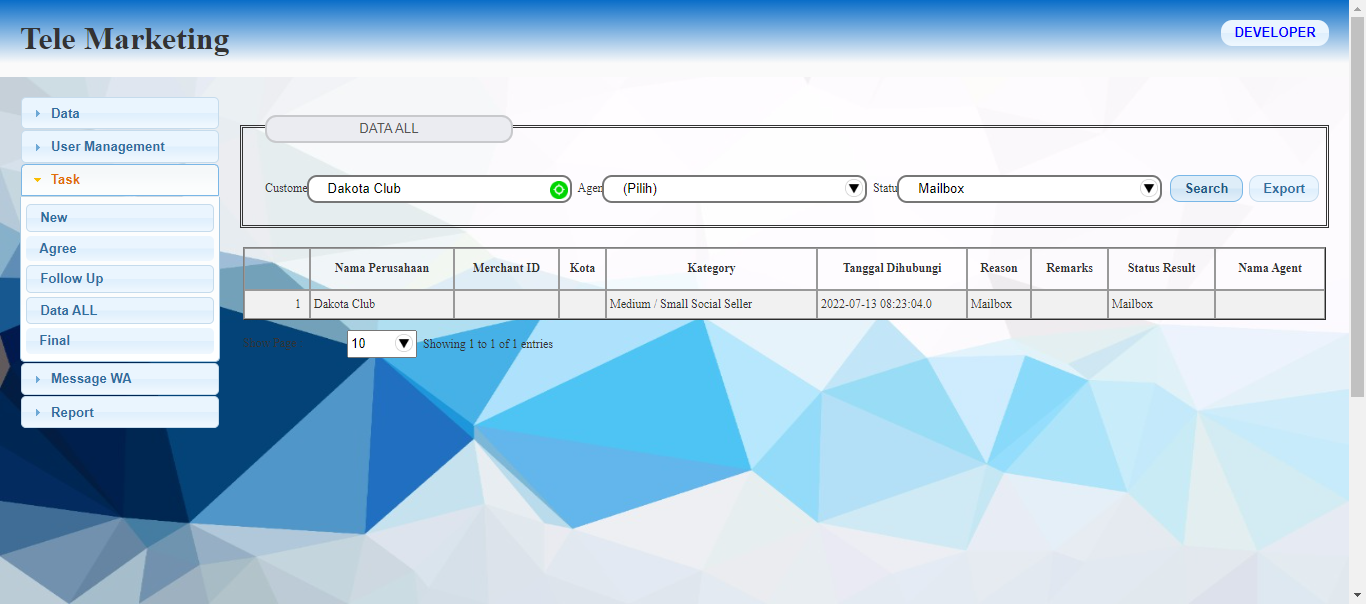 Tele Marketing
DEVELOPER
Data
User Management
Task
New
Agree
Follow Up
Data ALL
Final
Message WA
Report
DATA ALL
Custome Dakota Club Agen (Pilih) Statu Mailbox Search Export
Nama Perusahaan Merchant ID Kota Kategory Tanggal Dihubungi Reason Remarks Status Result Nama Agent
1 Dakota Club Medium / Small Social Seller 2022-07-13 08:23:04.0 Mailbox Mailbox
10 Showing 1 to 1 of 1 entries